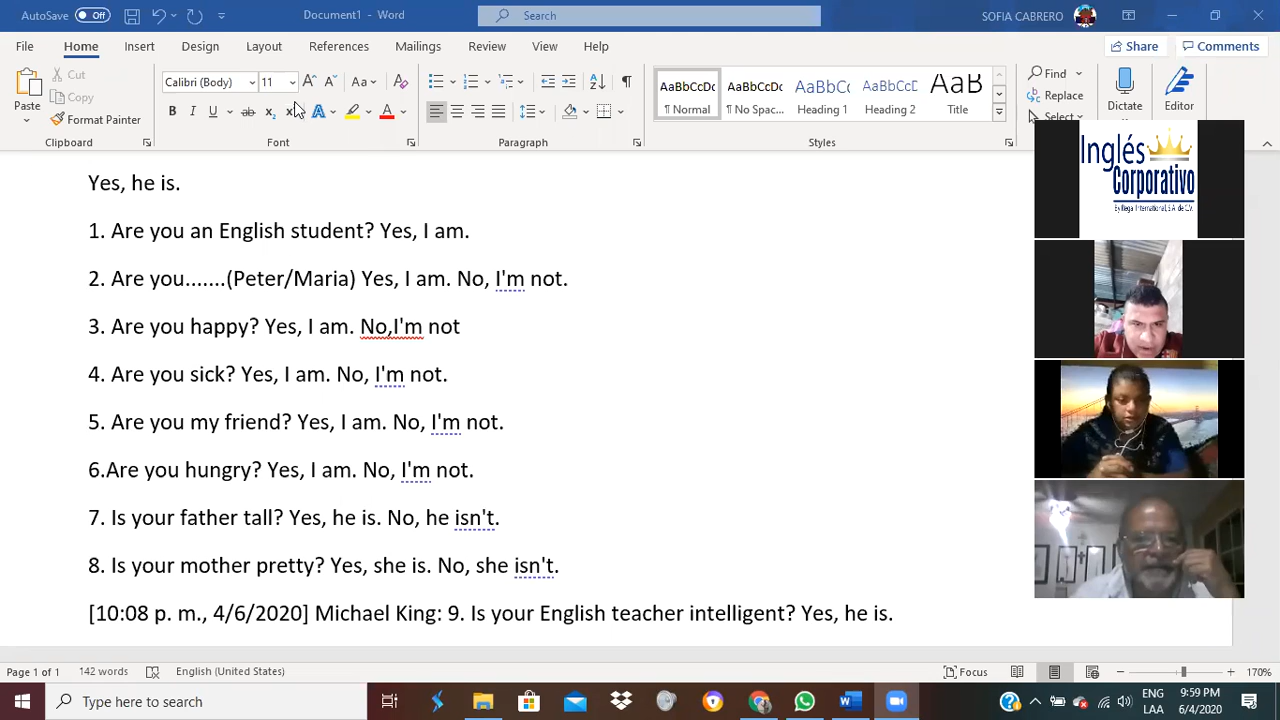 AutoSave Off Document1 - Word Search SOFIA CABRERO
File Home Insert Design Layout References Mailings Review View Help Share Comments
Paste Cut Copy Format Painter
Calibri (Body) 11 Aa
B I U ab x A A
AaBbCcDc AaBbCcDc AaBbCc AaBbCcD AaB
¶ Normal ¶ No Spac... Heading 1 Heading 2 Title
Find Replace Select Dictate Editor
Clipboard Font Paragraph Styles
Yes, he is.
1. Are you an English student? Yes, I am.
2. Are you.......(Peter/Maria) Yes, I am. No, I'm not.
3. Are you happy? Yes, I am. No,I'm not
4. Are you sick? Yes, I am. No, I'm not.
5. Are you my friend? Yes, I am. No, I'm not.
6.Are you hungry? Yes, I am. No, I'm not.
7. Is your father tall? Yes, he is. No, he isn't.
8. Is your mother pretty? Yes, she is. No, she isn't.
[10:08 p. m., 4/6/2020] Michael King: 9. Is your English teacher intelligent? Yes, he is.
Inglés
Corporativo
Page 1 of 1 142 words English (United States) Focus 170%
Type here to search
ENG 9:59 PM
LAA 6/4/2020